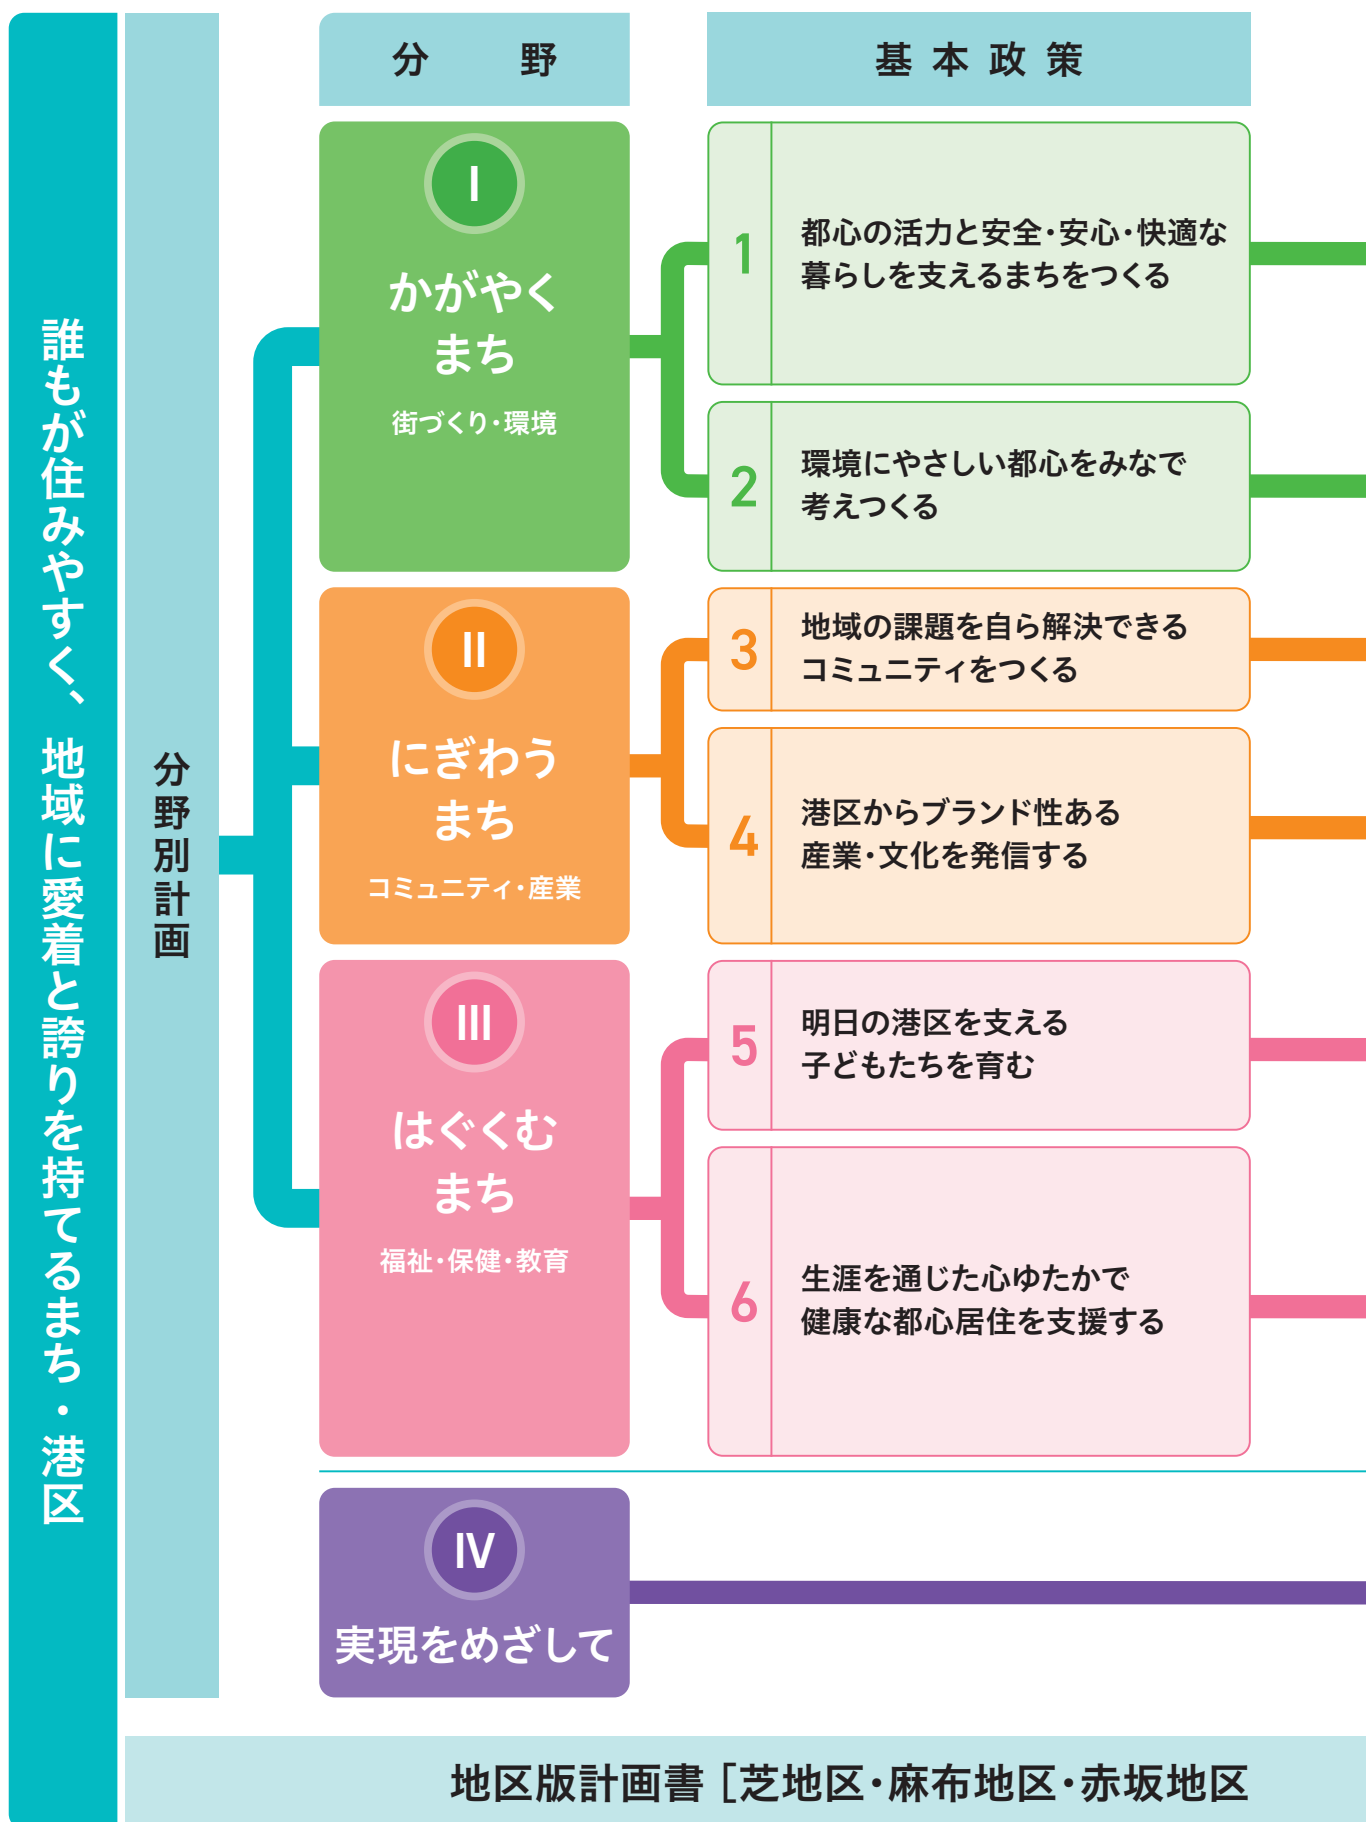 誰もが住みやすく、地域に愛着と誇りを持てるまち・港区
分野別計画
分野
基本政策
I
かがやく
まち
街づくり・環境
1
都心の活力と安全・安心・快適な
暮らしを支えるまちをつくる
2
環境にやさしい都心をみなで
考えつくる
II
にぎわう
まち
コミュニティ・産業
3
地域の課題を自ら解決できる
コミュニティをつくる
4
港区からブランド性ある
産業・文化を発信する
III
はぐくむ
まち
福祉・保健・教育
5
明日の港区を支える
子どもたちを育む
6
生涯を通じた心ゆたかで
健康な都心居住を支援する
IV
実現をめざして
地区版計画書［芝地区・麻布地区・赤坂地区